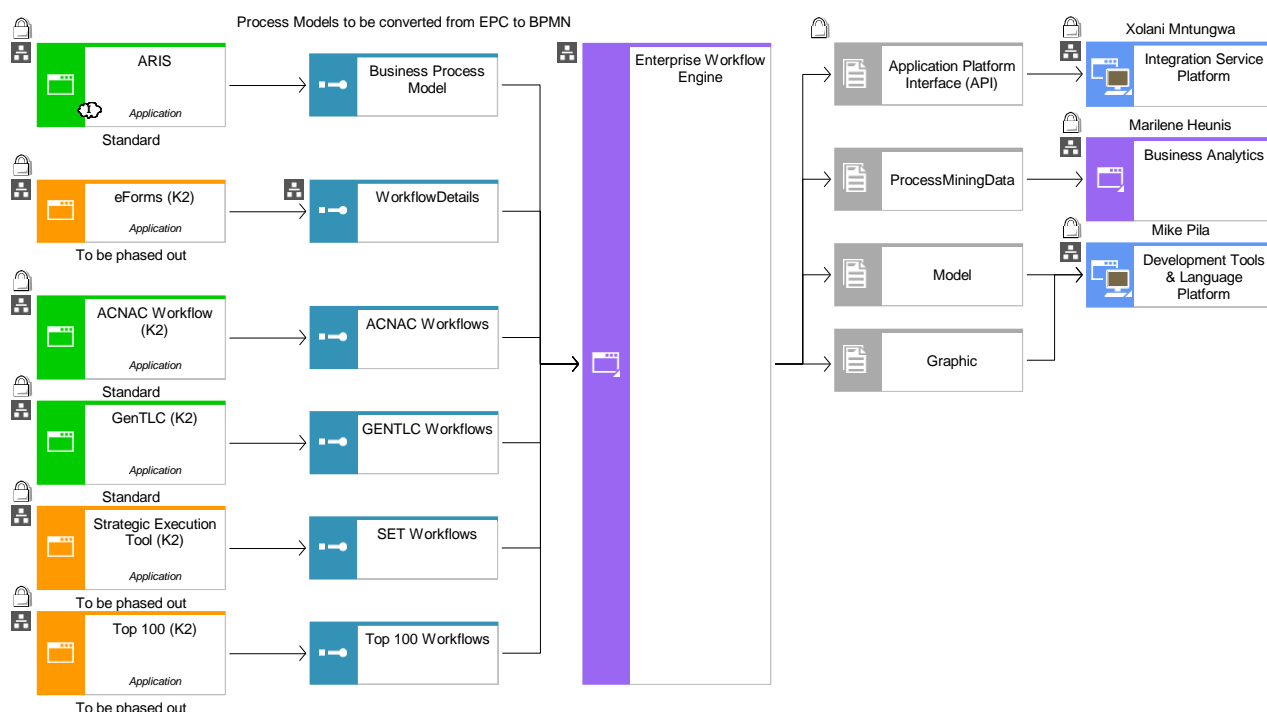 Process Models to be converted from EPC to BPMN
ARIS
Application
Standard
Business Process
Model
eForms (K2)
Application
To be phased out
WorkflowDetails
ACNAC Workflow
(K2)
Application
Standard
ACNAC Workflows
GenTLC (K2)
Application
Standard
GENTLC Workflows
Strategic Execution
Tool (K2)
Application
To be phased out
SET Workflows
Top 100 (K2)
Application
To be phased out
Top 100 Workflows
Enterprise Workflow
Engine
Application Platform
Interface (API)
ProcessMiningData
Model
Graphic
Xolani Mntungwa
Integration Service
Platform
Marilene Heunis
Business Analytics
Mike Pila
Development Tools
& Language
Platform